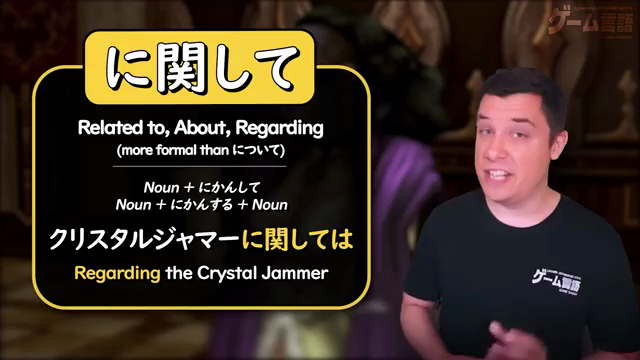 に関して
Related to, About, Regarding
(more formal than について)
Noun + にかんして
Noun + にかんする + Noun
クリスタルジャマーに関しては
Regarding the Crystal Jammer
ゲーム言語
ゲーム言語